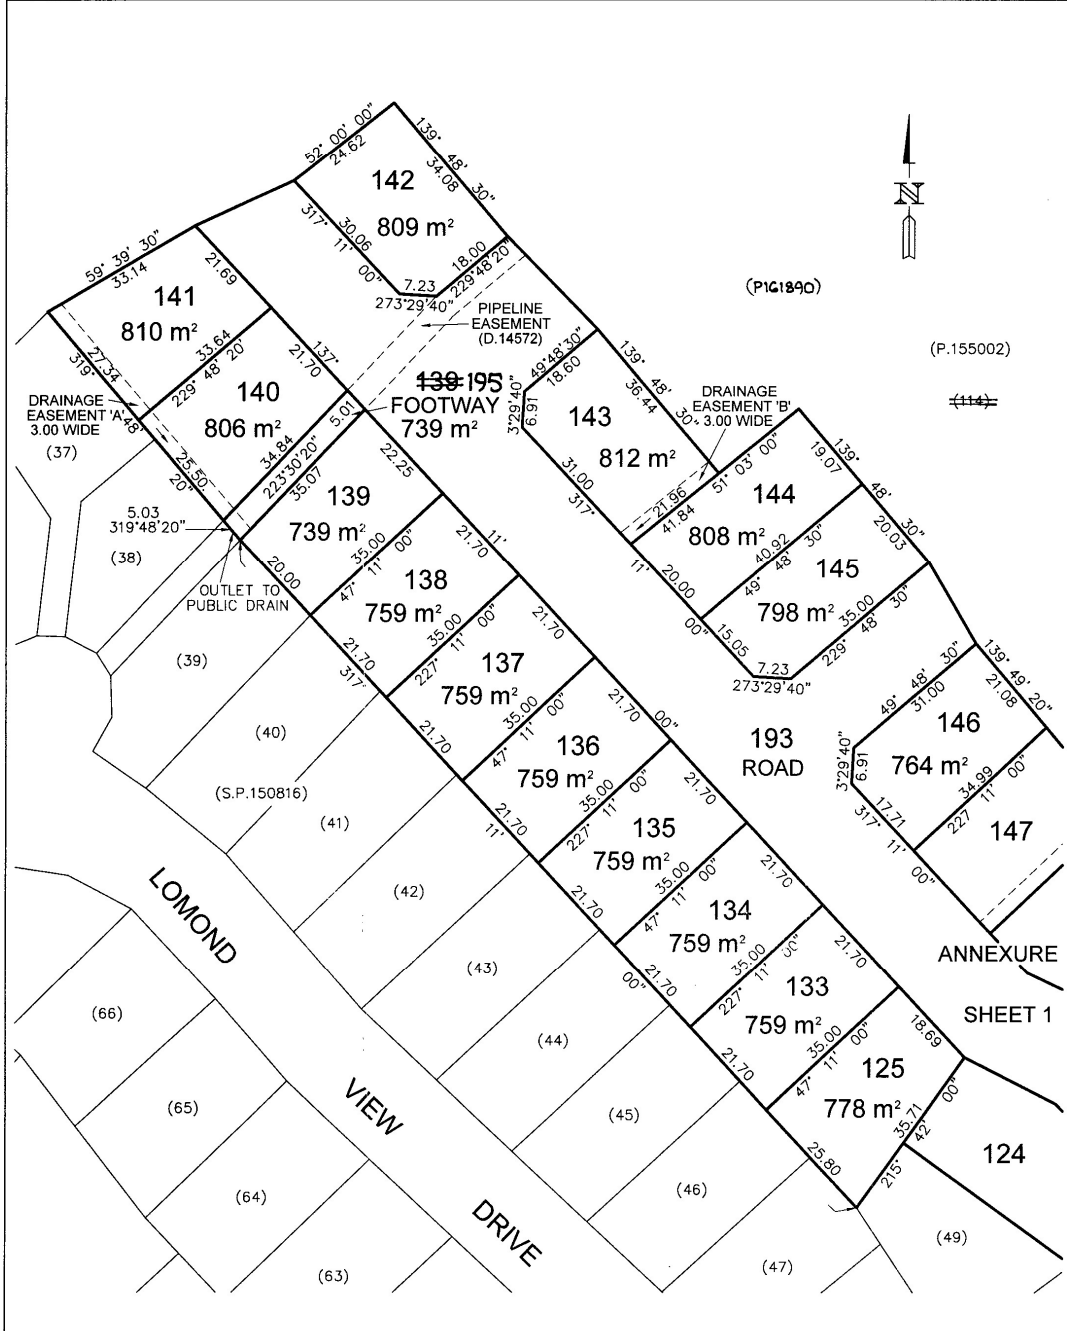 52° 00' 00"
24.62
139° 48' 30"
34.08
142
809 m²
317° 11' 00"
30.06
7.23
273°29'40"
18.00
229°48'20"
N
59° 39' 30"
33.14
21.69
141
810 m²
33.64
229° 48' 20'
27.34
319° 48' 20"
PIPELINE
EASEMENT
(D.14572)
(P161890)
(P.155002)
(114)
137°
21.70
140
806 m²
DRAINAGE
EASEMENT 'A'
3.00 WIDE
(37)
25.50
139 195
FOOTWAY
739 m²
5.01
34.84
223°30'20"
35.07
49°48'30"
18.60
3°29'40"
6.91
139° 48' 30"
36.44
DRAINAGE
EASEMENT 'B'
3.00 WIDE
143
812 m²
31.00
317° 11' 00"
21.96
41.84
51° 03' 00"
19.07
139° 48' 30"
144
808 m²
40.92
49° 48' 30"
20.00
20.03
145
798 m²
15.05
35.00
229° 48' 30"
7.23
273°29'40"
22.25
139
739 m²
5.03
319°48'20"
(38)
OUTLET TO
PUBLIC DRAIN
20.00
35.00
47° 11' 00"
21.70
11'
138
759 m²
35.00
227° 11' 00"
21.70
317°
(39)
21.70
137
759 m²
35.00
47° 11' 00"
21.70
(40)
21.70
00"
136
759 m²
35.00
227° 11' 00"
21.70
11'
(S.P.150816)
(41)
193
ROAD
49° 48' 30"
31.00
139° 49' 20"
21.08
146
764 m²
3°29'40"
6.91
34.99
227 11' 00"
17.71
317° 11' 00"
147
21.70
135
759 m²
35.00
47° 11' 00"
21.70
(42)
21.70
134
759 m²
35.00
227° 11' 00"
21.70
00"
(43)
21.70
133
759 m²
35.00
47° 11' 00"
21.70
(44)
ANNEXURE
SHEET 1
18.69
125
778 m²
35.71
215° 42' 00"
25.80
124
LOMOND
VIEW
DRIVE
(45)
(46)
(47)
(49)
(66)
(65)
(64)
(63)